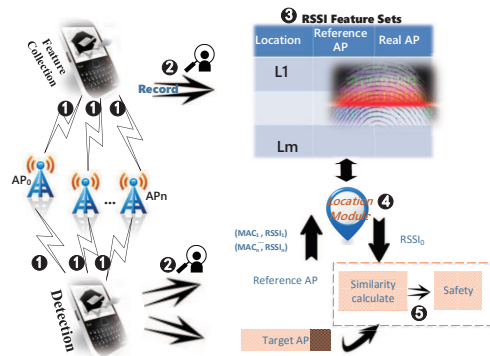 Feature
Collection
❶ ❶ ❶
AP₀
...
APn
❶ ❶ ❶
Detection
❷
Record
❷
❸ RSSI Feature Sets
Location Reference AP Real AP
L1
Lm
❹
Location
Module
(MAC₁, RSSI₁)
...
(MACₙ, RSSIₙ)
RSSI₀
Reference AP
Similarity
calculate
Safety
❺
Target AP